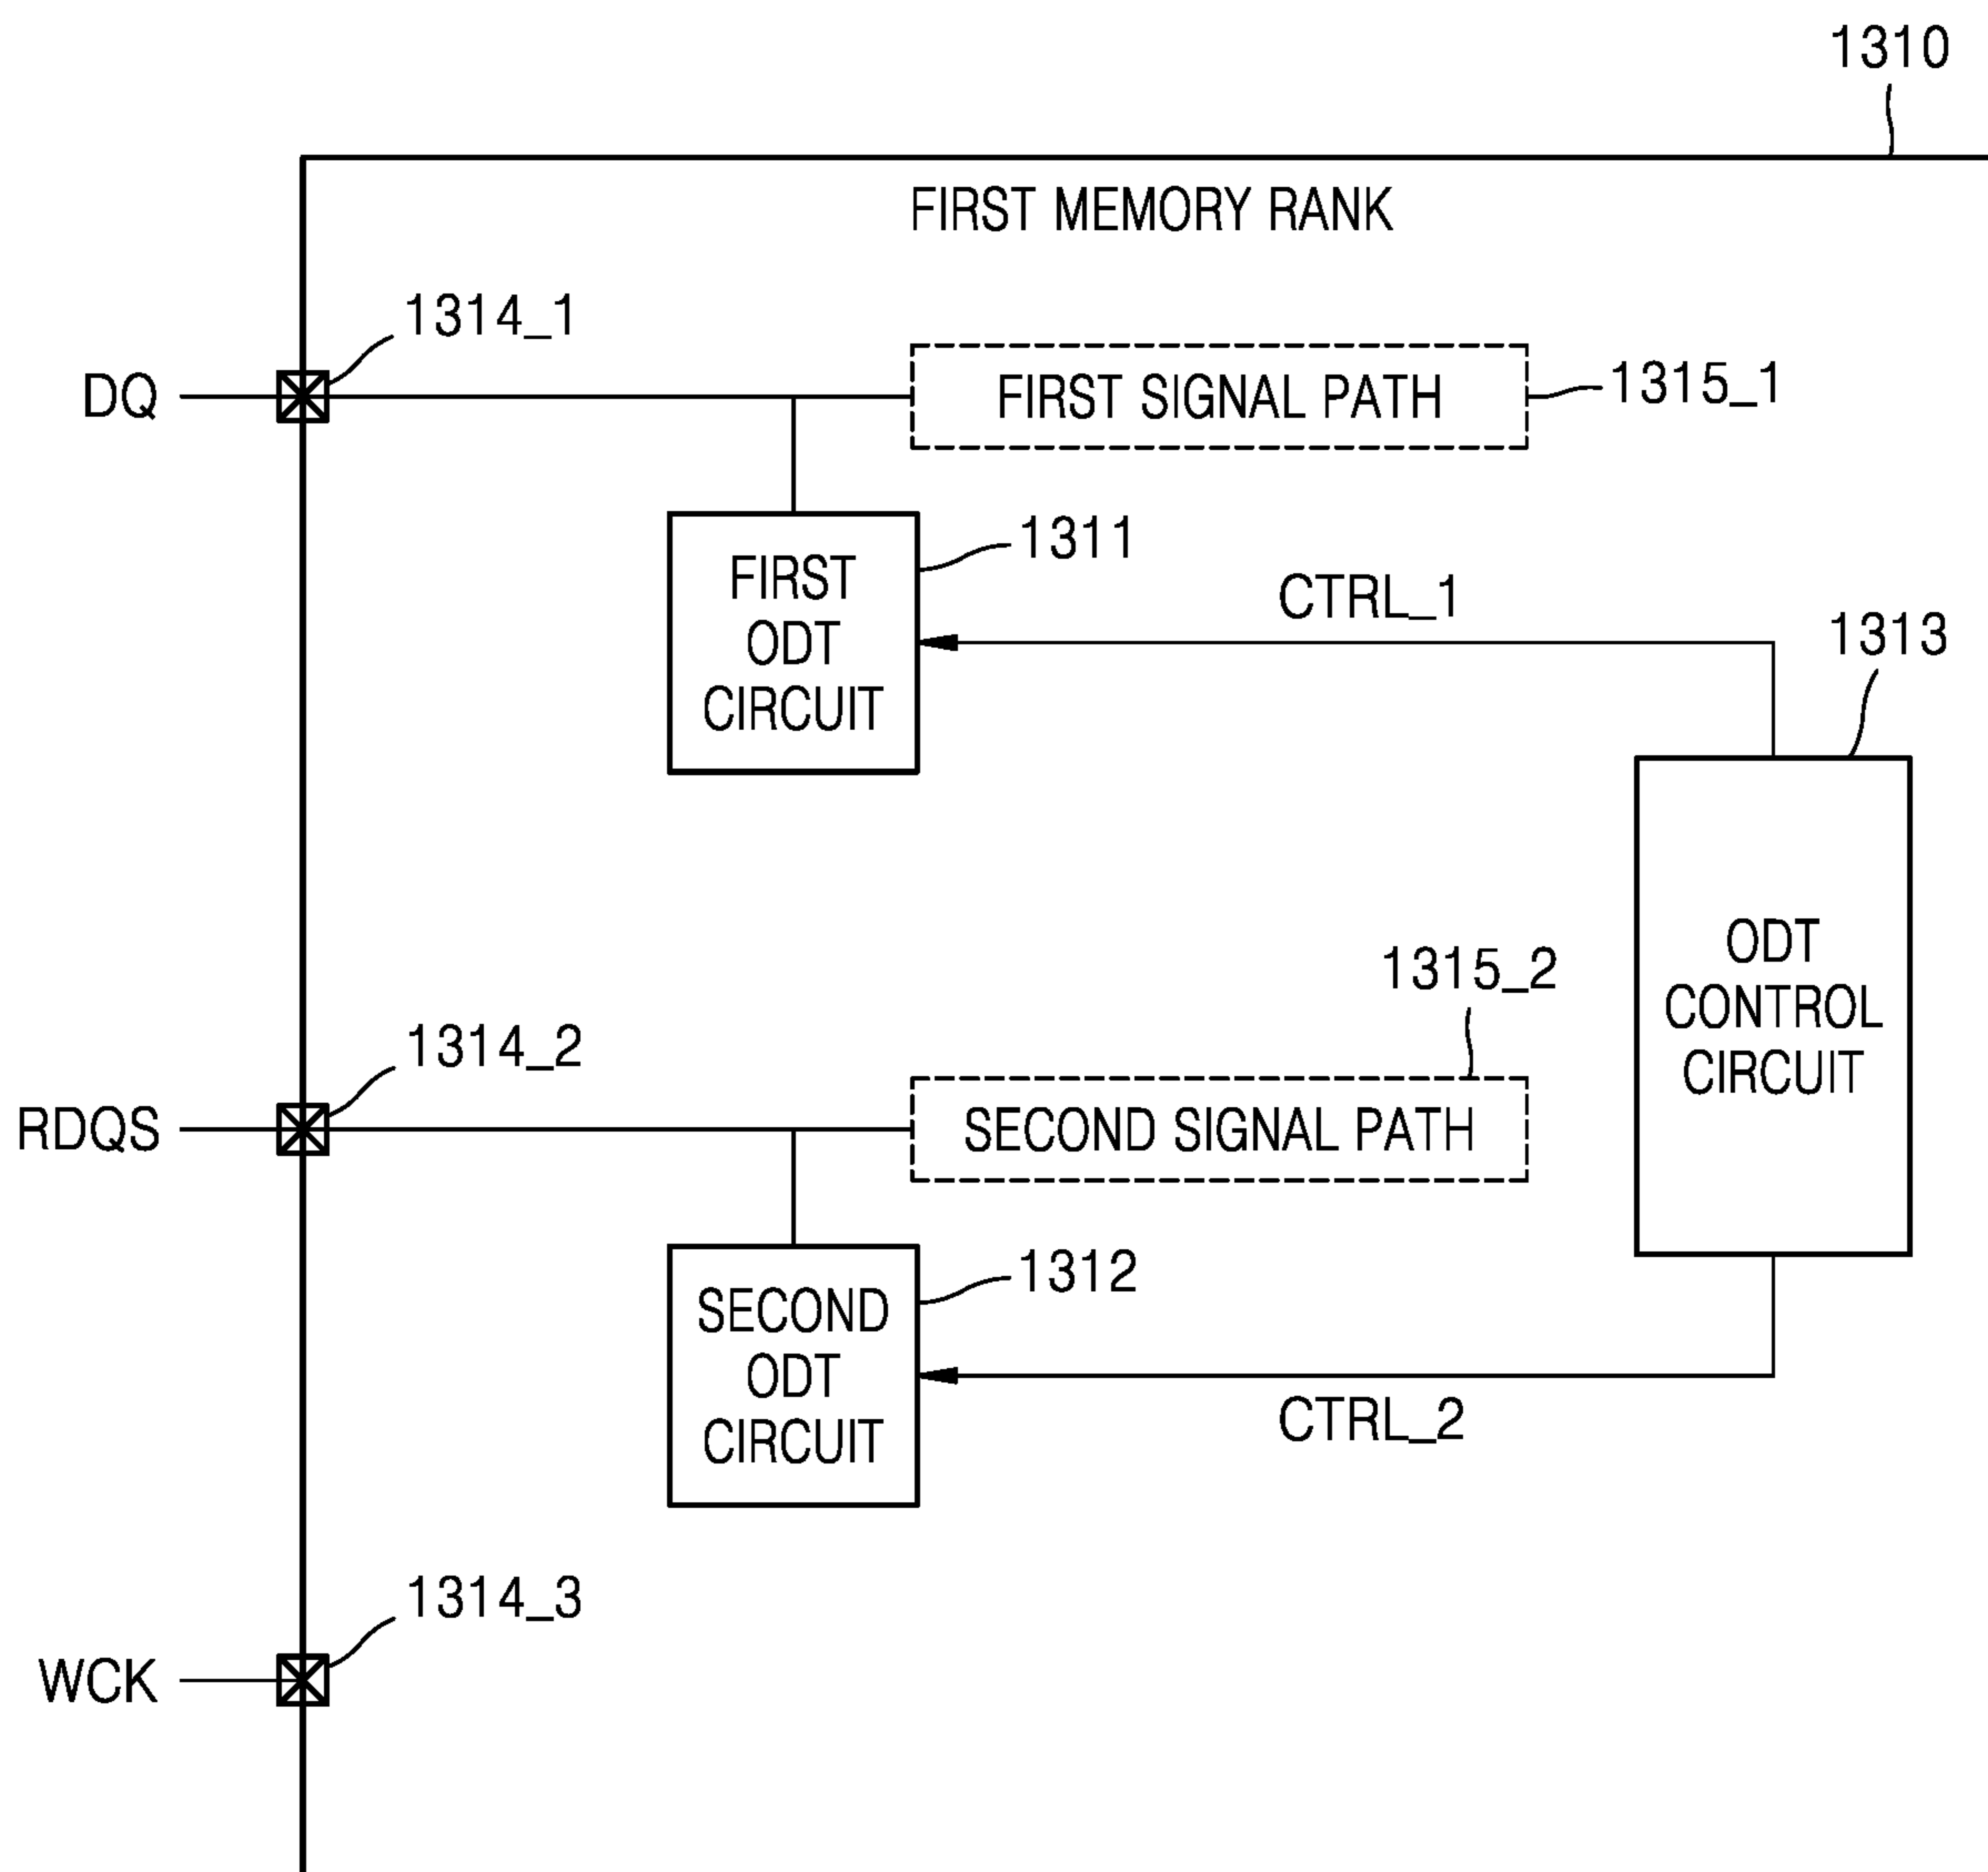 1310
FIRST MEMORY RANK
1314_1
DQ
FIRST SIGNAL PATH
1315_1
1311
FIRST
ODT
CIRCUIT
CTRL_1
1313
ODT
CONTROL
CIRCUIT
1315_2
1314_2
RDQS
SECOND SIGNAL PATH
1312
SECOND
ODT
CIRCUIT
CTRL_2
1314_3
WCK